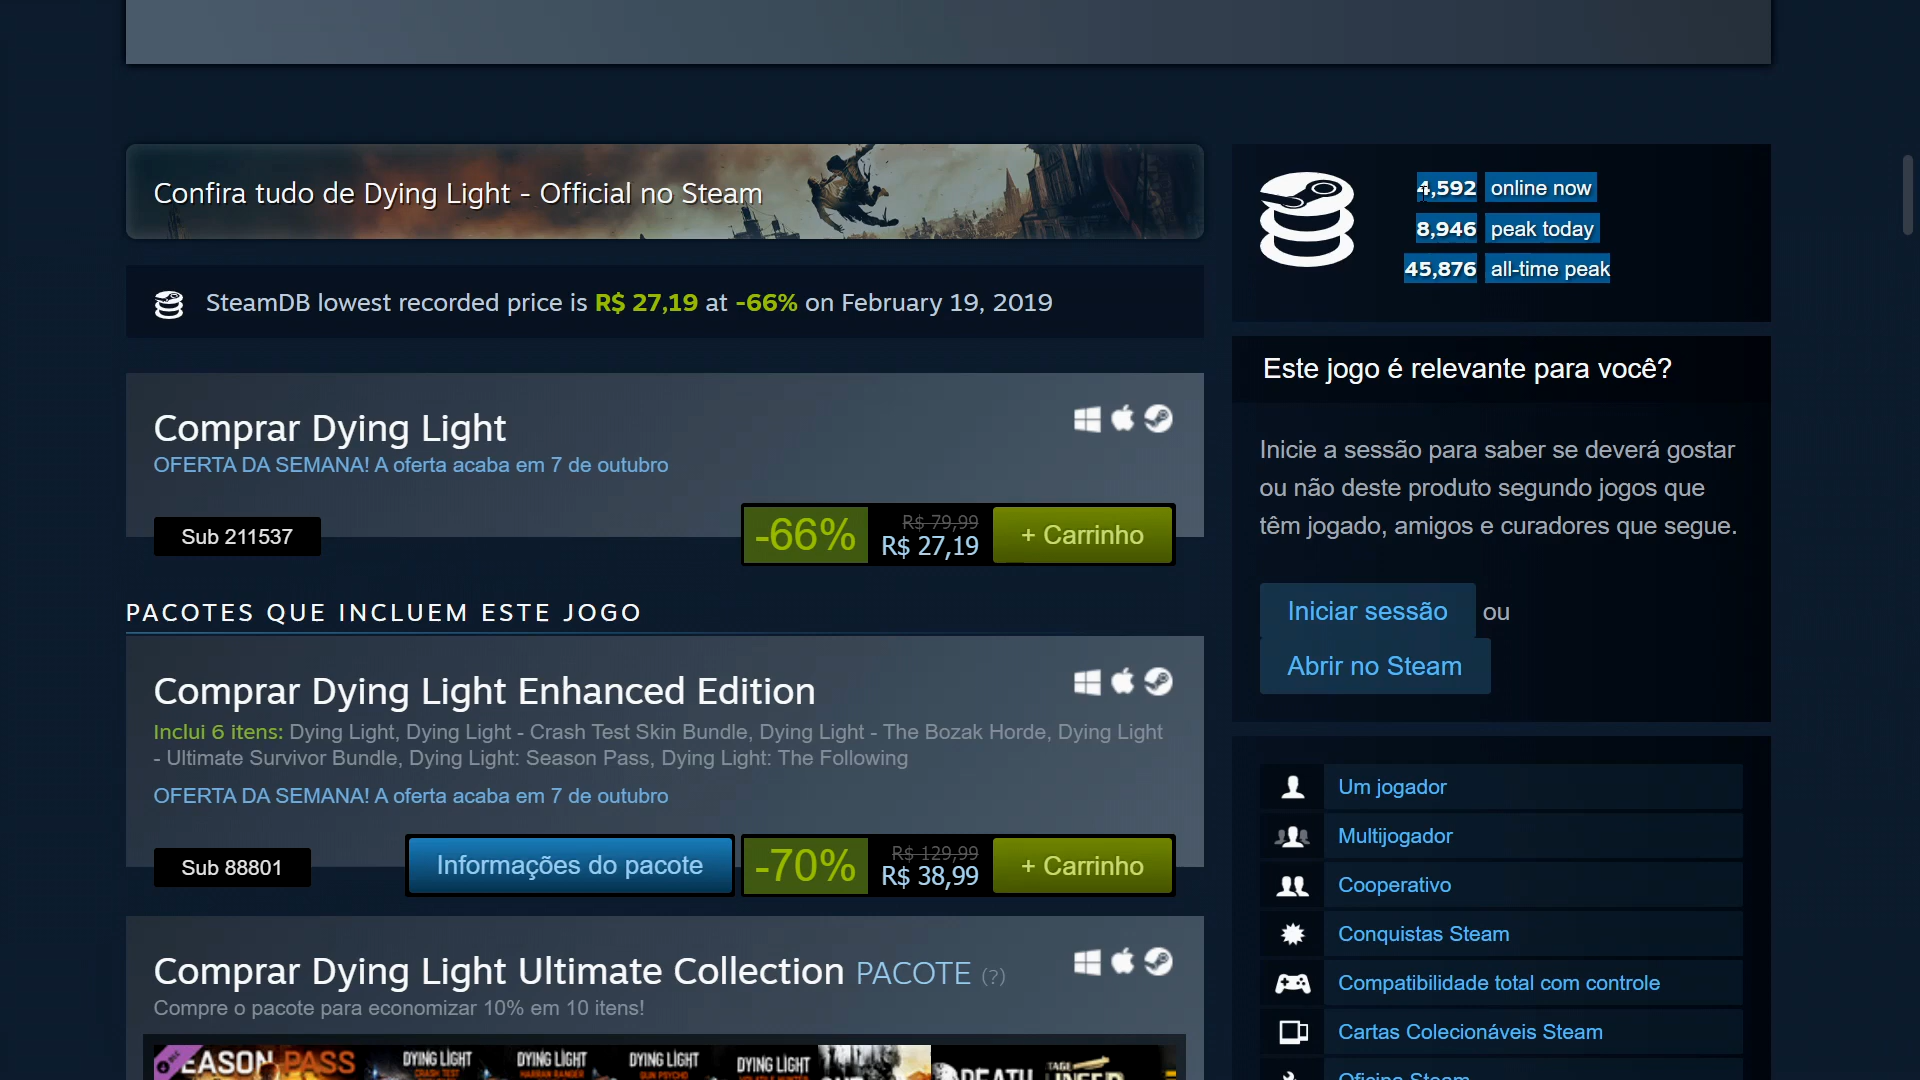 Confira tudo de Dying Light - Official no Steam
SteamDB lowest recorded price is R$ 27,19 at -66% on February 19, 2019
Comprar Dying Light
OFERTA DA SEMANA! A oferta acaba em 7 de outubro
Sub 211537
-66%
R$ 79,99
R$ 27,19
+ Carrinho
PACOTES QUE INCLUEM ESTE JOGO
Comprar Dying Light Enhanced Edition
Inclui 6 itens: Dying Light, Dying Light - Crash Test Skin Bundle, Dying Light - The Bozak Horde, Dying Light
- Ultimate Survivor Bundle, Dying Light: Season Pass, Dying Light: The Following
OFERTA DA SEMANA! A oferta acaba em 7 de outubro
Sub 88801
Informações do pacote
-70%
R$ 129,99
R$ 38,99
+ Carrinho
Comprar Dying Light Ultimate Collection PACOTE (?)
Compre o pacote para economizar 10% em 10 itens!
DYING LIGHT
CRASH TEST
DYING LIGHT
HARRAN RANGER
DYING LIGHT
GUN PSYCHO
DYING LIGHT
4,592 online now
8,946 peak today
45,876 all-time peak
Este jogo é relevante para você?
Inicie a sessão para saber se deverá gostar
ou não deste produto segundo jogos que
têm jogado, amigos e curadores que segue.
Iniciar sessão ou
Abrir no Steam
Um jogador
Multijogador
Cooperativo
Conquistas Steam
Compatibilidade total com controle
Cartas Colecionáveis Steam
Oficina Steam